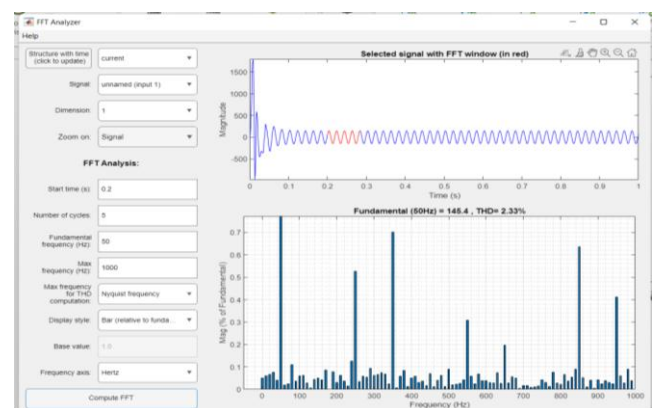 FFT Analyzer
Help
Structure with time
(click to update)
current
Signal:
unnamed (input 1)
Dimension:
1
Zoom on:
Signal
FFT Analysis:
Start time (s):
0.2
Number of cycles:
5
Fundamental
frequency (Hz):
50
Max
frequency (Hz):
1000
Max frequency
for THD
computation:
Nyquist frequency
Display style:
Bar (relative to funda...
Base value:
1.0
Frequency axis:
Hertz
Compute FFT
Selected signal with FFT window (in red)
Magnitude
1500
1000
500
0
-500
0 0.1 0.2 0.3 0.4 0.5 0.6 0.7 0.8 0.9 1
Time (s)
Fundamental (50Hz) = 145.4 , THD= 2.33%
Mag (% of Fundamental)
0.7
0.6
0.5
0.4
0.3
0.2
0.1
0
0 100 200 300 400 500 600 700 800 900 1000
Frequency (Hz)